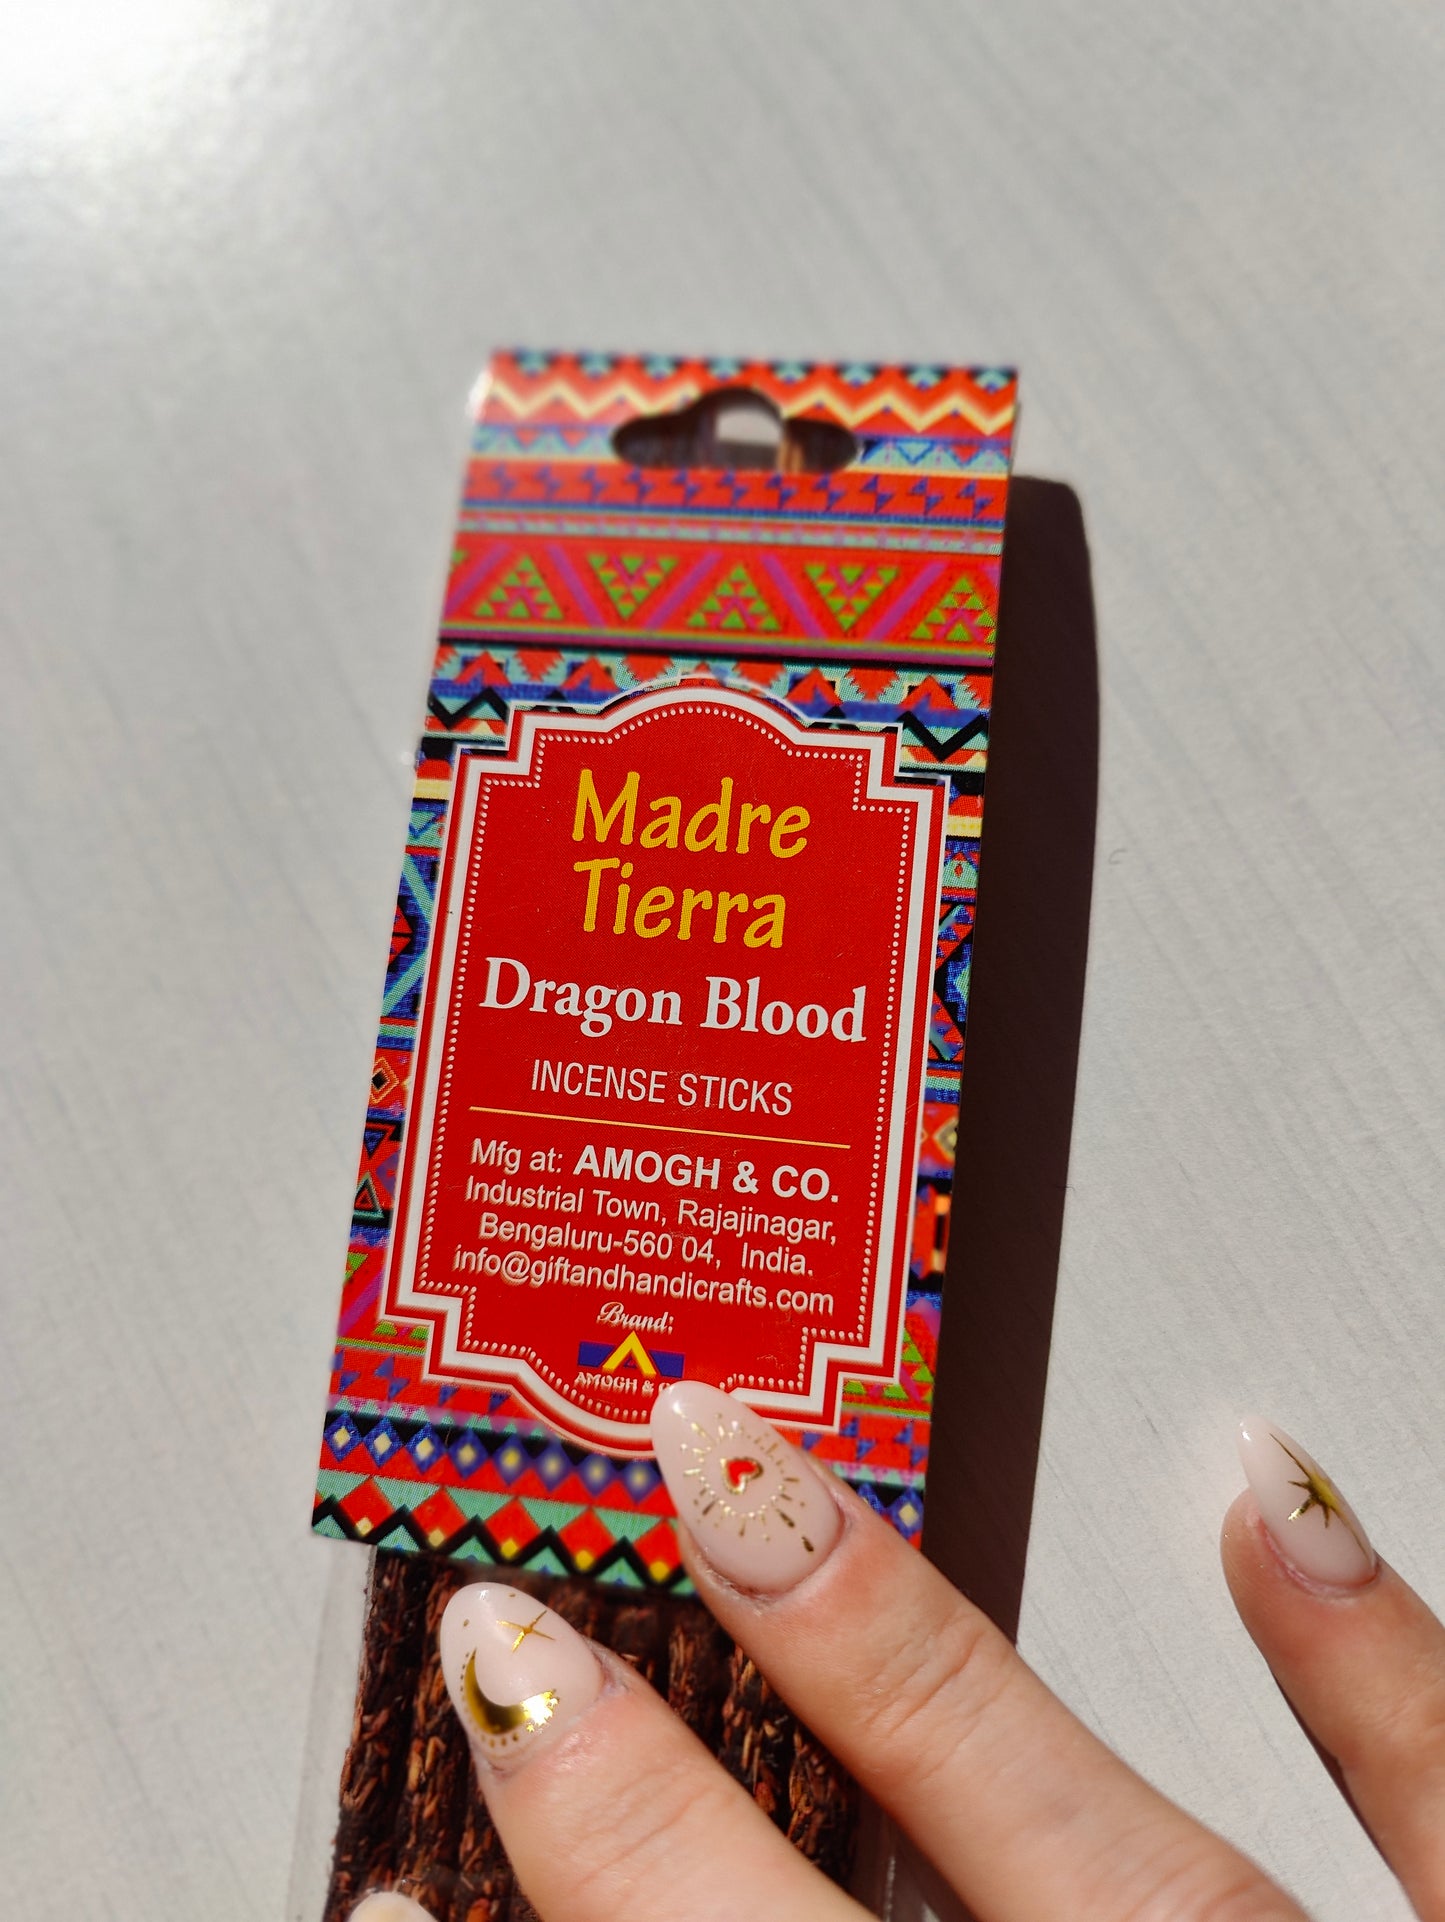 Madre
Tierra
Dragon Blood
INCENSE STICKS
Mfg at: AMOGH & CO.
Industrial Town, Rajajinagar,
Bengaluru-560 04, India.
info@giftandhandicrafts.com
Brand:
AMOGH &